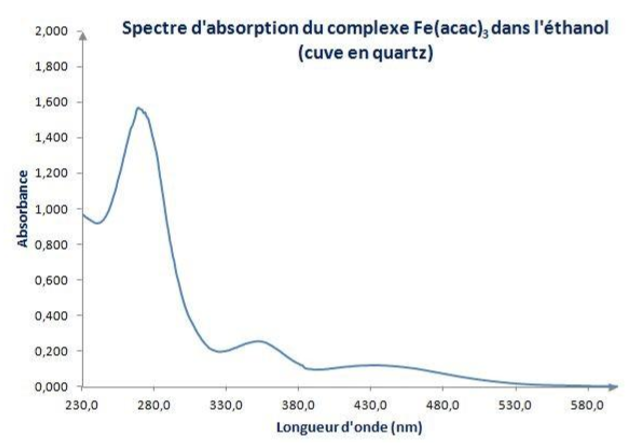 Spectre d'absorption du complexe Fe(acac)₃ dans l'éthanol
(cuve en quartz)
2,000
1,800
1,600
1,400
1,200
1,000
0,800
0,600
0,400
0,200
0,000
Absorbance
230,0 280,0 330,0 380,0 430,0 480,0 530,0 580,0
Longueur d'onde (nm)